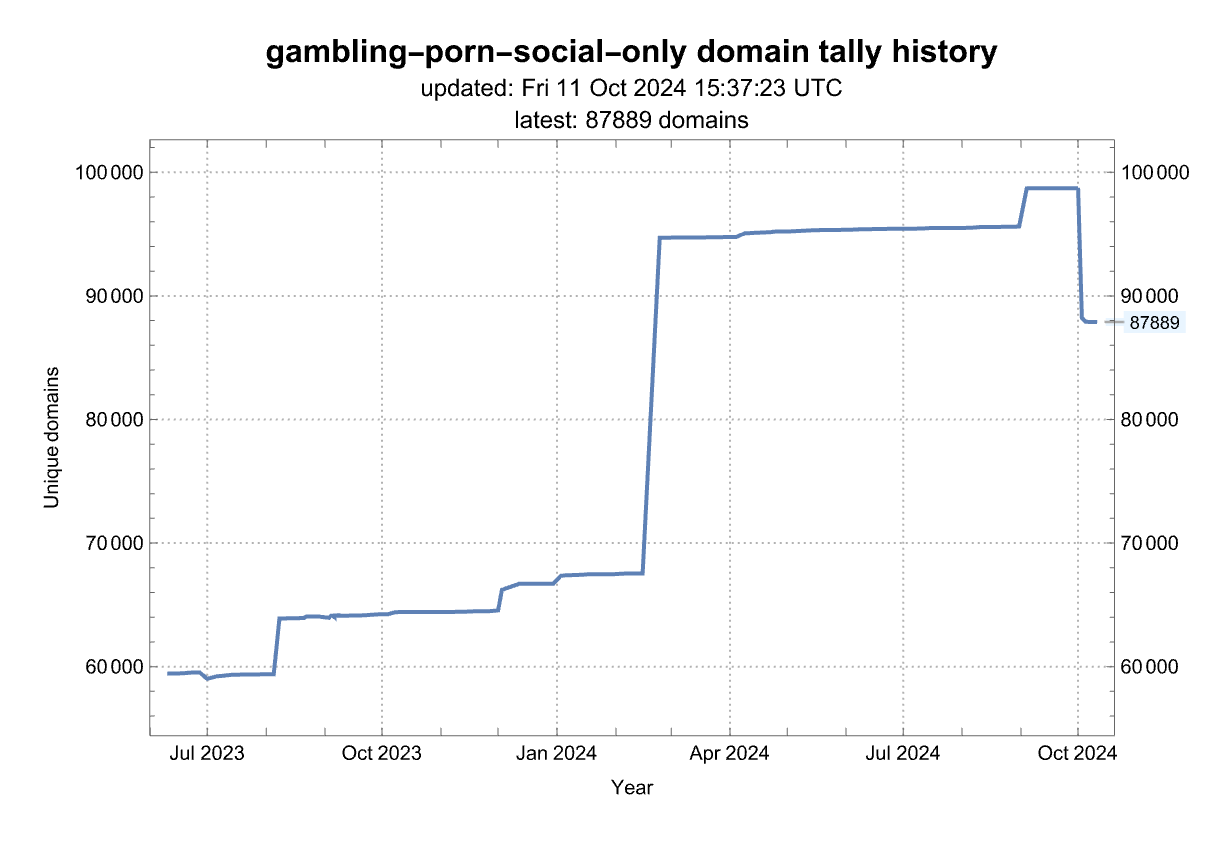 gambling–porn–social–only domain tally history
updated: Fri 11 Oct 2024 15:37:23 UTC
latest: 87889 domains
100 000 100 000
90 000 90 000
87889
80 000 80 000
Unique domains
70 000 70 000
60 000 60 000
Jul 2023 Oct 2023 Jan 2024 Apr 2024 Jul 2024 Oct 2024
Year